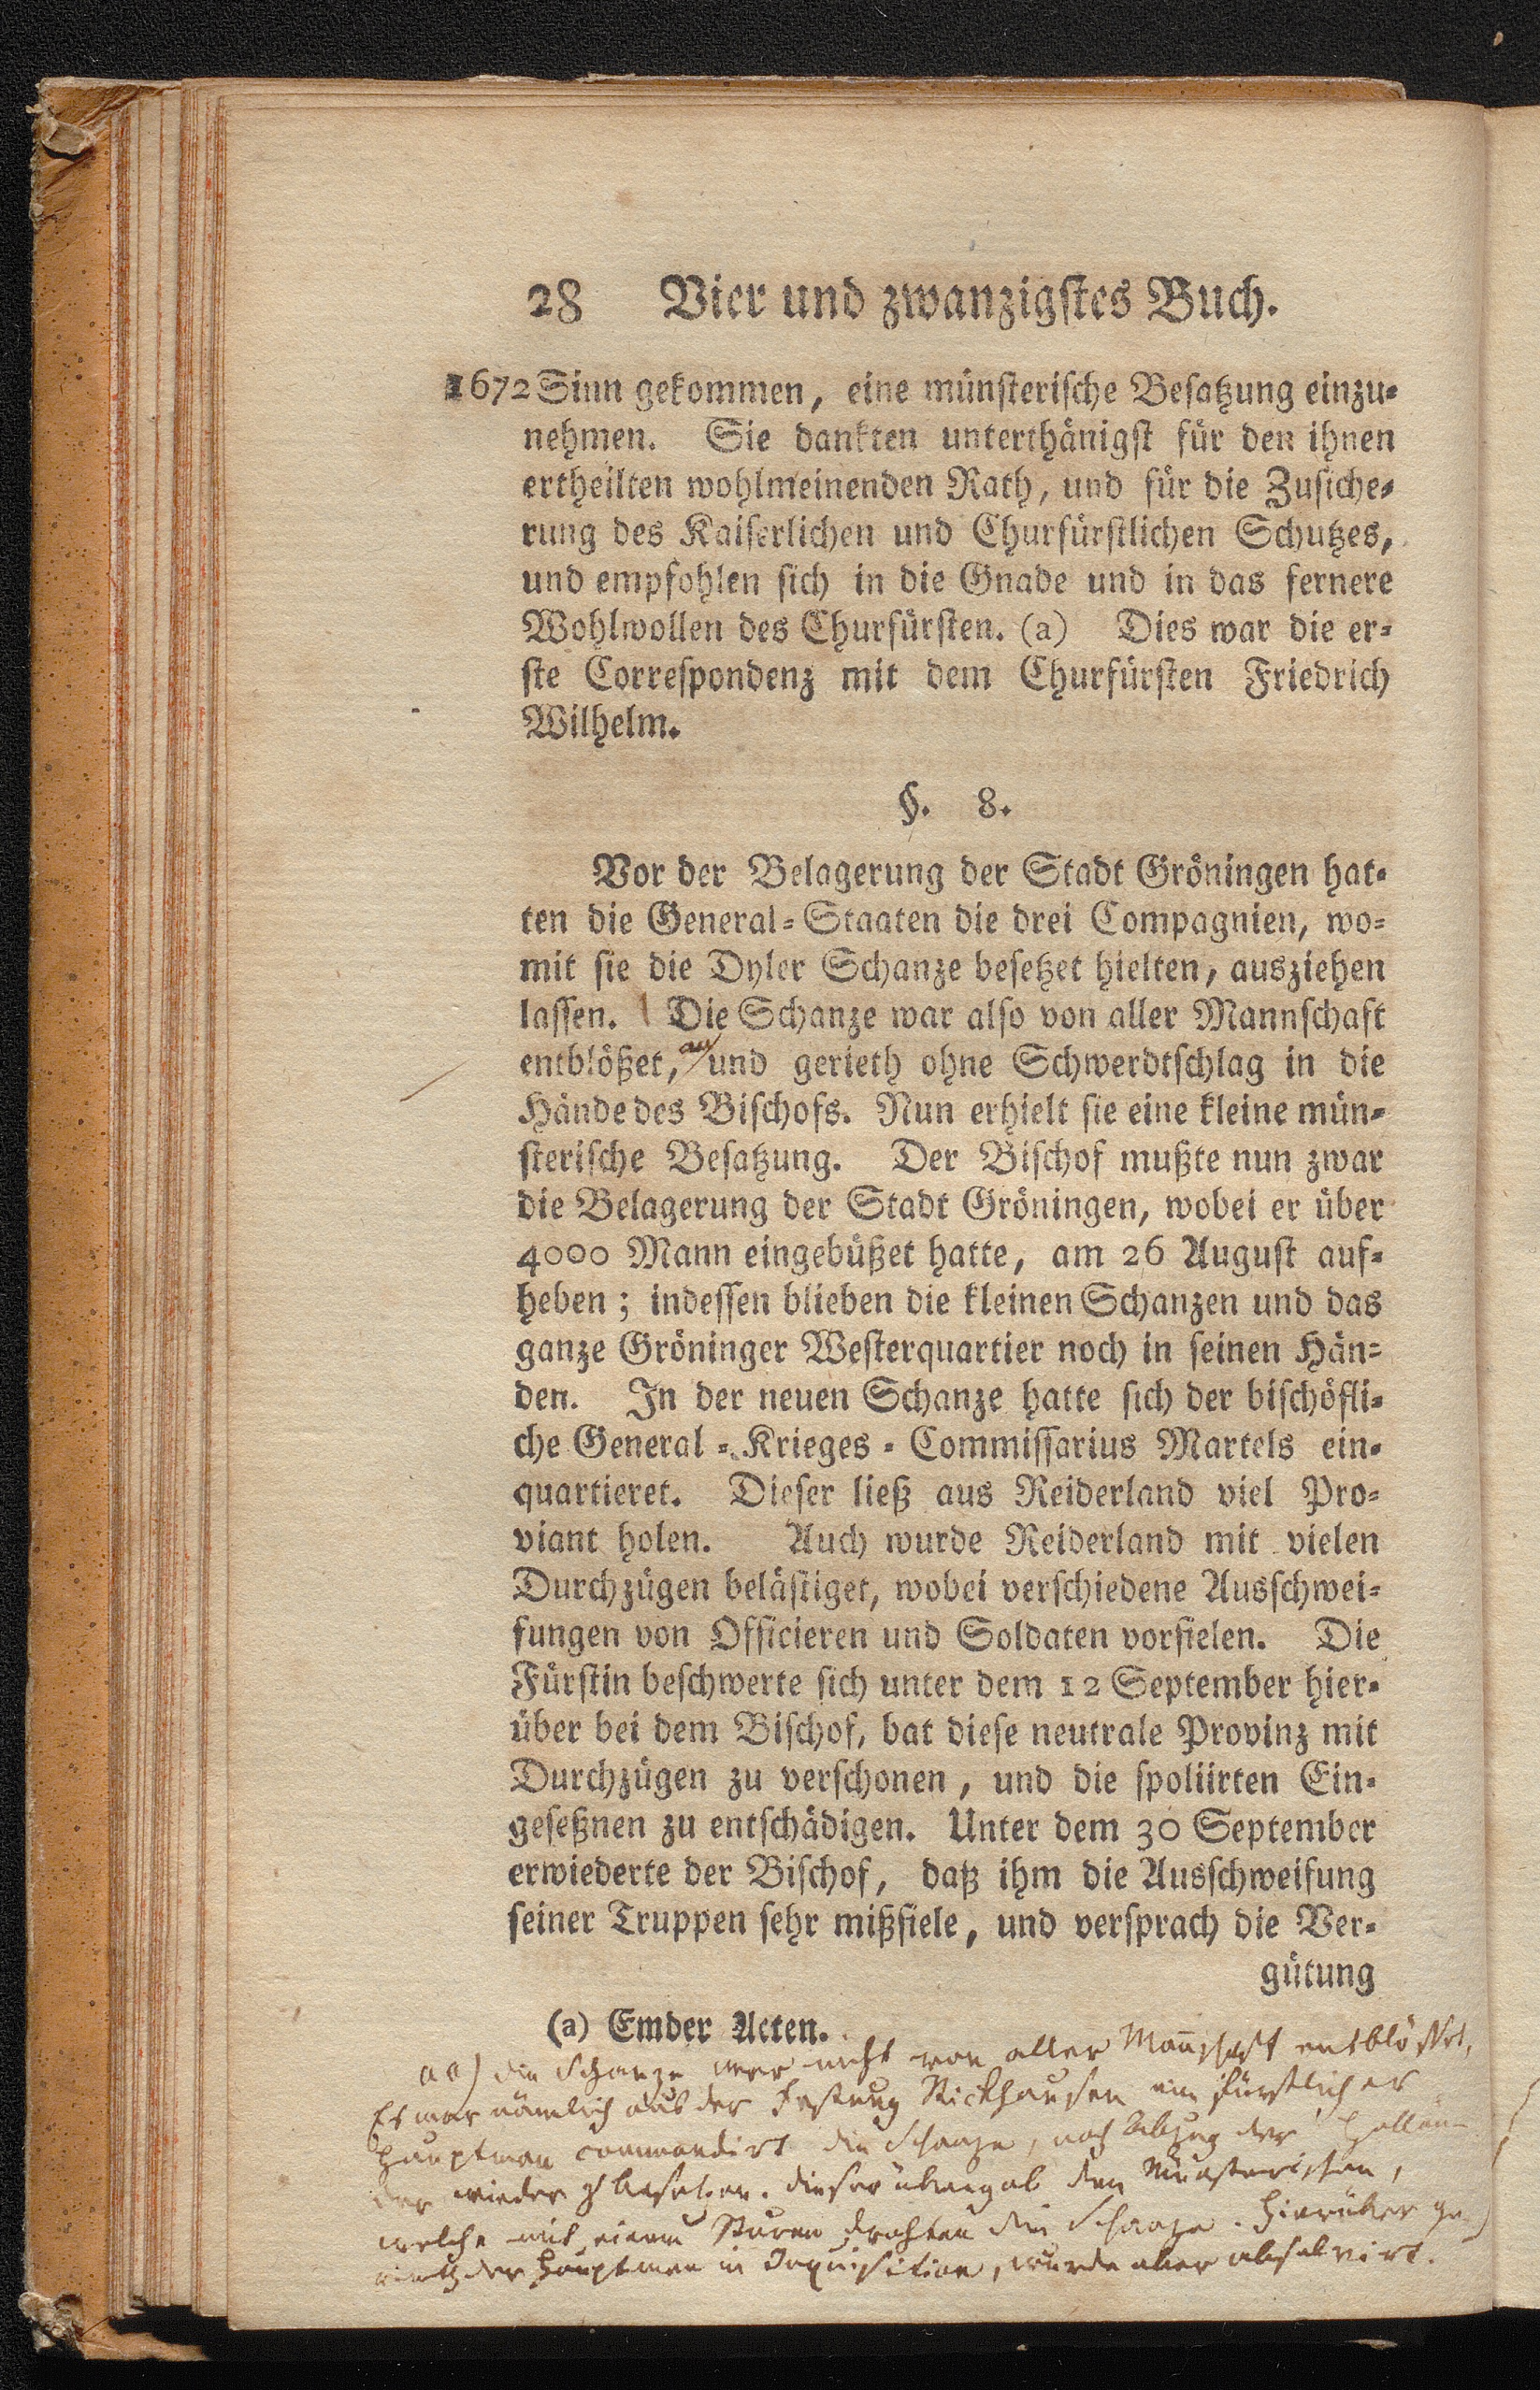 28 Vier und zwanzigstes Buch.
1672 Sinn gekommen, eine münsterische Besatzung einzu-
nehmen. Sie dankten unterthänigst für den ihnen
ertheilten wohlmeinenden Rath, und für die Zusiche-
rung des Kaiserlichen und Churfürstlichen Schutzes,
und empfohlen sich in die Gnade und in das fernere
Wohlwollen des Churfürsten. (a) Dies war die er-
ste Correspondenz mit dem Churfürsten Friedrich
Wilhelm.
§. 8.
Vor der Belagerung der Stadt Gröningen hat-
ten die General-Staaten die drei Compagnien, wo-
mit sie die Dyler Schanze besetzet hielten, ausziehen
lassen. Die Schanze war also von aller Mannschaft
entblößet, aa) und gerieth ohne Schwerdtschlag in die
Hände des Bischofs. Nun erhielt sie eine kleine mün-
sterische Besatzung. Der Bischof mußte nun zwar
die Belagerung der Stadt Gröningen, wobei er über
4000 Mann eingebüßet hatte, am 26 August auf-
heben; indessen blieben die kleinen Schanzen und das
ganze Gröninger Westerquartier noch in seinen Hän-
den. In der neuen Schanze hatte sich der bischöfli-
che General-Krieges-Commissarius Martels ein-
quartieret. Dieser ließ aus Reiderland viel Pro-
viant holen. Auch wurde Reiderland mit vielen
Durchzügen belästiget, wobei verschiedene Ausschwei-
fungen von Officieren und Soldaten vorfielen. Die
Fürstin beschwerte sich unter dem 12 September hier-
über bei dem Bischof, bat diese neutrale Provinz mit
Durchzügen zu verschonen, und die spoliirten Ein-
geseßnen zu entschädigen. Unter dem 30 September
erwiederte der Bischof, daß ihm die Ausschweifung
seiner Truppen sehr mißfiele, und versprach die Ver-
gütung
(a) Emder Acten.
aa) die Schanze war nicht von aller Mannschaft entblösset,
Es war nämlich aus der Festung Stickhausen ein fürstlicher
Hauptman commandirt die Schanze, nach Abzug der Hollän-
der wieder z besetzen. dieser übergab den Münsterischen,
welche mit einem Sturm drohten die Schanze. Hierüber ge-
rieth der Hauptman in Inquisition, wurde aber absolvirt.